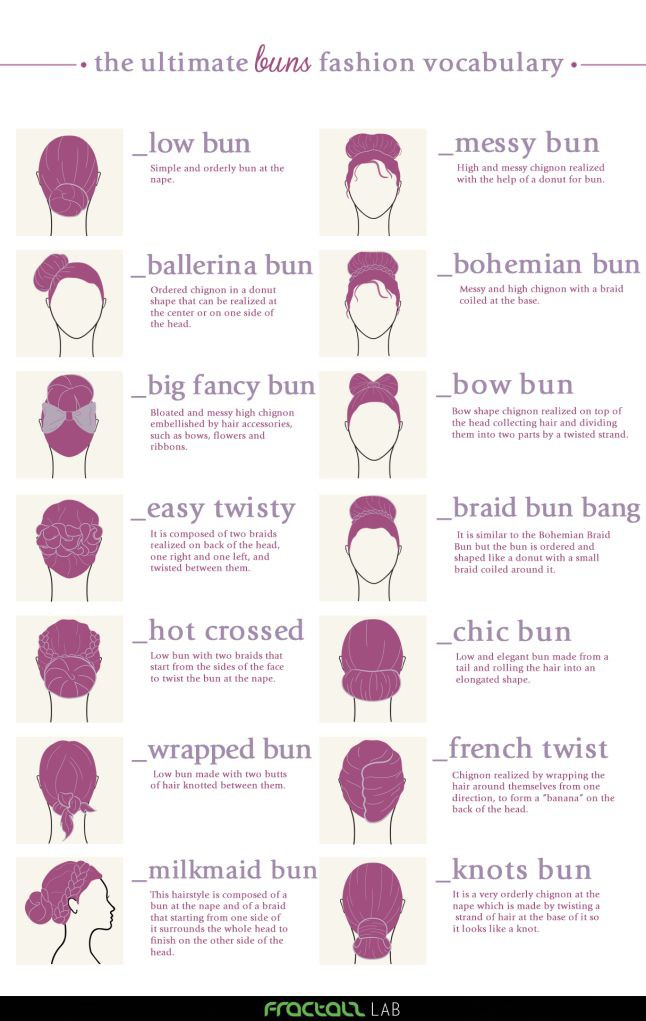 the ultimate buns fashion vocabulary
_low bun
Simple and orderly bun at the
nape.
_messy bun
High and messy chignon realized
with the help of a donut for bun.
_ballerina bun
Ordered chignon in a donut
shape that can be realized at
the center or on one side of
the head.
_bohemian bun
Messy and high chignon with a braid
coiled at the base.
_big fancy bun
Bloated and messy high chignon
embellished by hair accessories,
such as bows, flowers and
ribbons.
_bow bun
Bow shape chignon realized on top of
the head collecting hair and dividing
them into two parts by a twisted strand.
_easy twisty
It is composed of two braids
realized on back of the head,
one right and one left, and
twisted between them.
_braid bun bang
It is similar to the Bohemian Braid
Bun but the bun is ordered and
shaped like a donut with a small
braid coiled around it.
_hot crossed
Low bun with two braids that
start from the sides of the face
to twist the bun at the nape.
_chic bun
Low and elegant bun made from a
tail and rolling the hair into an
elongated shape.
_wrapped bun
Low bun made with two butts
of hair knotted between them.
_french twist
Chignon realized by wrapping the
hair around themselves from one
direction, to form a "banana" on the
back of the head.
_milkmaid bun
This hairstyle is composed of a
bun at the nape and of a braid
that starting from one side of
it surrounds the whole head to
finish on the other side of the
head.
_knots bun
It is a very orderly chignon at the
nape which is made by twisting a
strand of hair at the base of it so
it looks like a knot.
Fractalz LAB